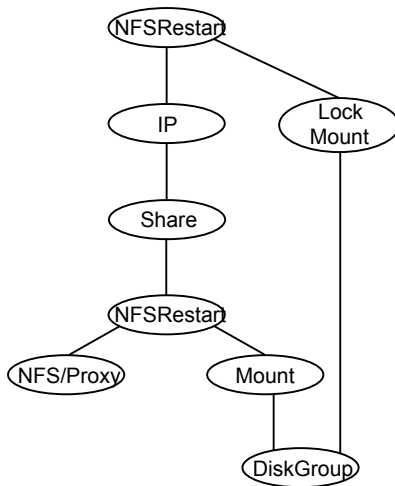 NFSRestart
IP
Lock
Mount
Share
NFSRestart
NFS/Proxy
Mount
DiskGroup